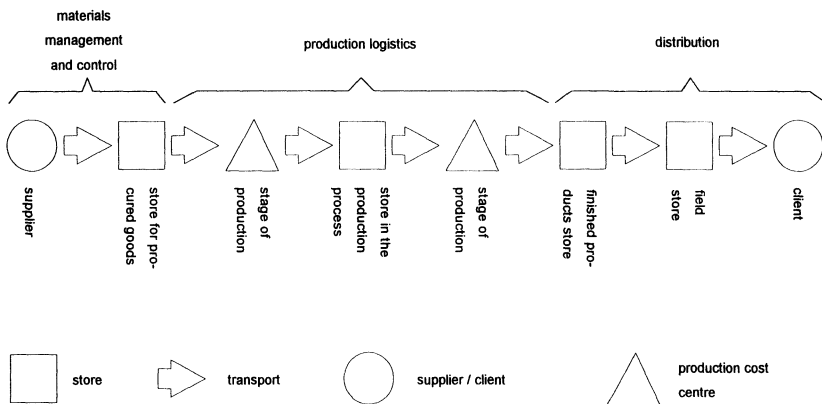 materials
management
and control
production logistics
distribution
supplier
store for pro-
cured goods
stage of
production
store in the
production
process
stage of
production
finished pro-
ducts store
field
store
client
store
transport
supplier / client
production cost
centre